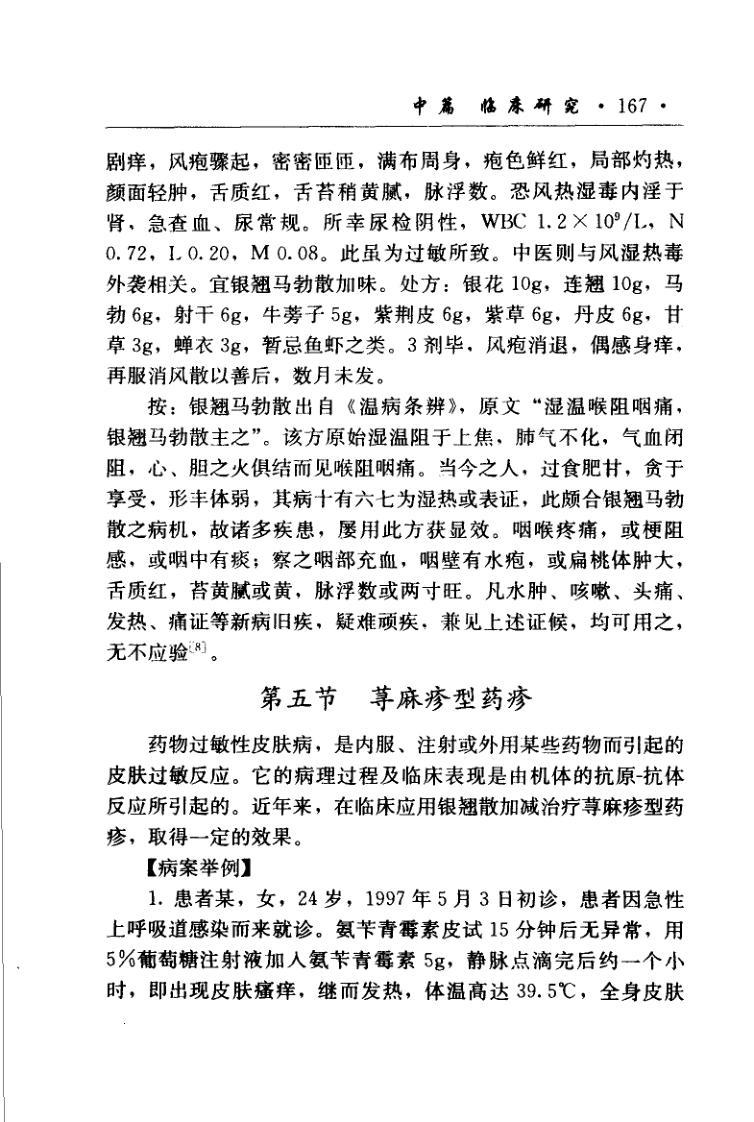 中篇 临床研究 · 167 ·
剧痒，风疱骤起，密密匝匝，满布周身，疱色鲜红，局部灼热，
颜面轻肿，舌质红，舌苔稍黄腻，脉浮数。恐风热湿毒内淫于
肾，急查血、尿常规。所幸尿检阴性，WBC 1.2×10⁹/L，N
0.72，L 0.20，M 0.08。此虽为过敏所致。中医则与风湿热毒
外袭相关。宜银翘马勃散加味。处方：银花 10g，连翘 10g，马
勃 6g，射干 6g，牛蒡子 5g，紫荆皮 6g，紫草 6g，丹皮 6g，甘
草 3g，蝉衣 3g，暂忌鱼虾之类。3 剂毕，风疱消退，偶感身痒，
再服消风散以善后，数月未发。
按：银翘马勃散出自《温病条辨》，原文“湿温喉阻咽痛，
银翘马勃散主之”。该方原始湿温阻于上焦，肺气不化，气血闭
阻，心、胆之火俱结而见喉阻咽痛。当今之人，过食肥甘，贪于
享受，形丰体弱，其病十有六七为湿热或表证，此颇合银翘马勃
散之病机，故诸多疾患，屡用此方获显效。咽喉疼痛，或梗阻
感，或咽中有痰；察之咽部充血，咽壁有水疱，或扁桃体肿大，
舌质红，苔黄腻或黄，脉浮数或两寸旺。凡水肿、咳嗽、头痛、
发热、痛证等新病旧疾，疑难顽疾，兼见上述证候，均可用之，
无不应验[8]。
第五节 荨麻疹型药疹
药物过敏性皮肤病，是内服、注射或外用某些药物而引起的
皮肤过敏反应。它的病理过程及临床表现是由机体的抗原-抗体
反应所引起的。近年来，在临床应用银翘散加减治疗荨麻疹型药
疹，取得一定的效果。
【病案举例】
1. 患者某，女，24 岁，1997 年 5 月 3 日初诊，患者因急性
上呼吸道感染而来就诊。氨苄青霉素皮试 15 分钟后无异常，用
5%葡萄糖注射液加入氨苄青霉素 5g，静脉点滴完后约一个小
时，即出现皮肤瘙痒，继而发热，体温高达 39.5℃，全身皮肤